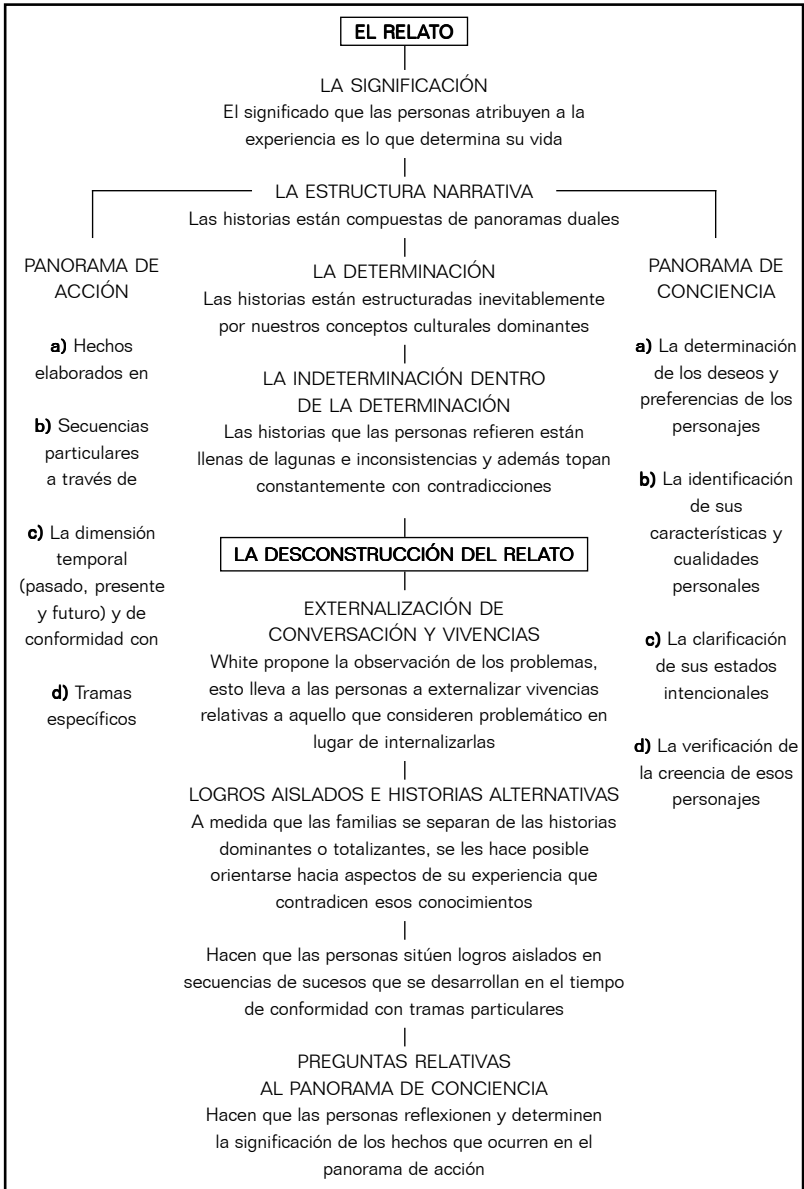 EL RELATO
LA SIGNIFICACIÓN
El significado que las personas atribuyen a la
experiencia es lo que determina su vida
LA ESTRUCTURA NARRATIVA
Las historias están compuestas de panoramas duales
PANORAMA DE
ACCIÓN
a) Hechos
elaborados en
b) Secuencias
particulares
a través de
c) La dimensión
temporal
(pasado, presente
y futuro) y de
conformidad con
d) Tramas
específicos
LA DETERMINACIÓN
Las historias están estructuradas inevitablemente
por nuestros conceptos culturales dominantes
LA INDETERMINACIÓN DENTRO
DE LA DETERMINACIÓN
Las historias que las personas refieren están
llenas de lagunas e inconsistencias y además topan
constantemente con contradicciones
LA DESCONSTRUCCIÓN DEL RELATO
EXTERNALIZACIÓN DE
CONVERSACIÓN Y VIVENCIAS
White propone la observación de los problemas,
esto lleva a las personas a externalizar vivencias
relativas a aquello que consideren problemático en
lugar de internalizarlas
LOGROS AISLADOS E HISTORIAS ALTERNATIVAS
A medida que las familias se separan de las historias
dominantes o totalizantes, se les hace posible
orientarse hacia aspectos de su experiencia que
contradicen esos conocimientos
Hacen que las personas sitúen logros aislados en
secuencias de sucesos que se desarrollan en el tiempo
de conformidad con tramas particulares
PREGUNTAS RELATIVAS
AL PANORAMA DE CONCIENCIA
Hacen que las personas reflexionen y determinen
la significación de los hechos que ocurren en el
panorama de acción
PANORAMA DE
CONCIENCIA
a) La determinación
de los deseos y
preferencias de los
personajes
b) La identificación
de sus
características y
cualidades
personales
c) La clarificación
de sus estados
intencionales
d) La verificación de
la creencia de esos
personajes